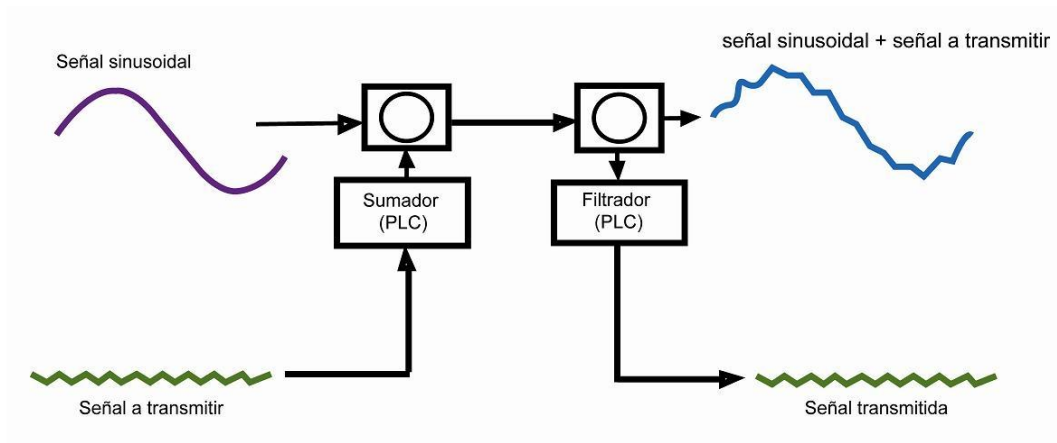 señal sinusoidal + señal a transmitir
Señal sinusoidal
Sumador
(PLC)
Filtrador
(PLC)
Señal a transmitir
Señal transmitida